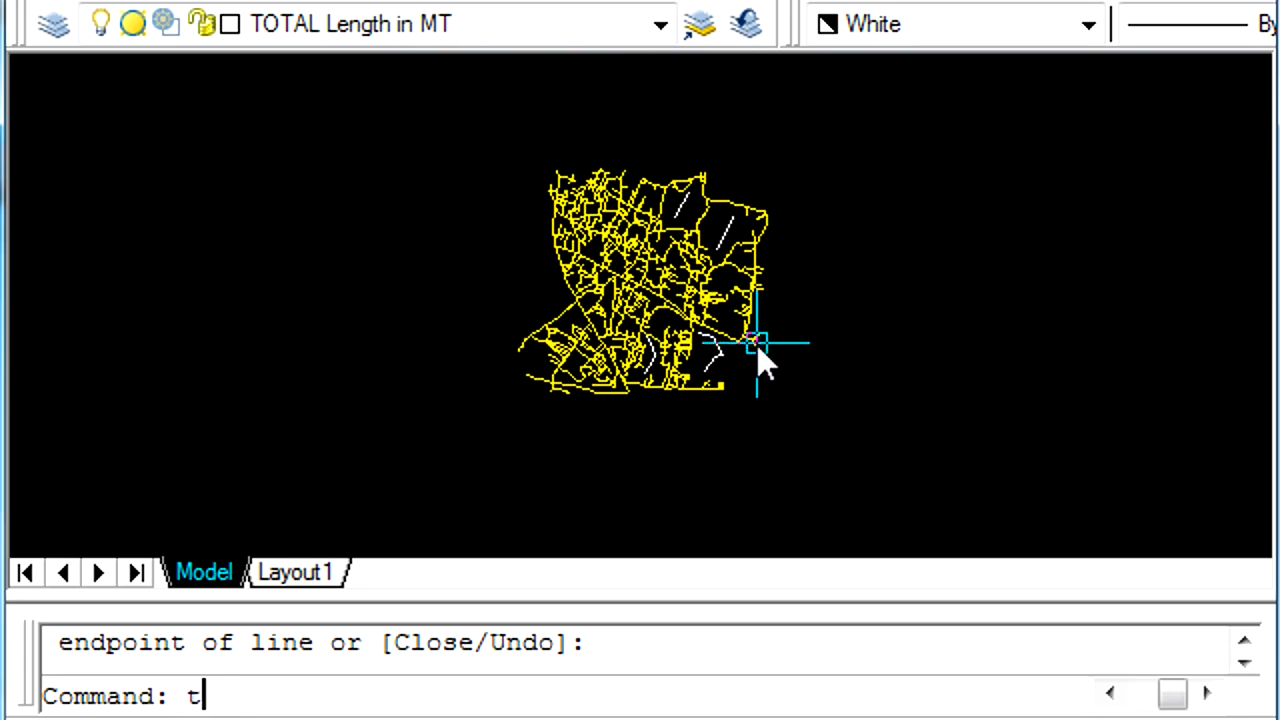 TOTAL Length in MT
White
By
Model
Layout1
endpoint of line or [Close/Undo]:
Command: t